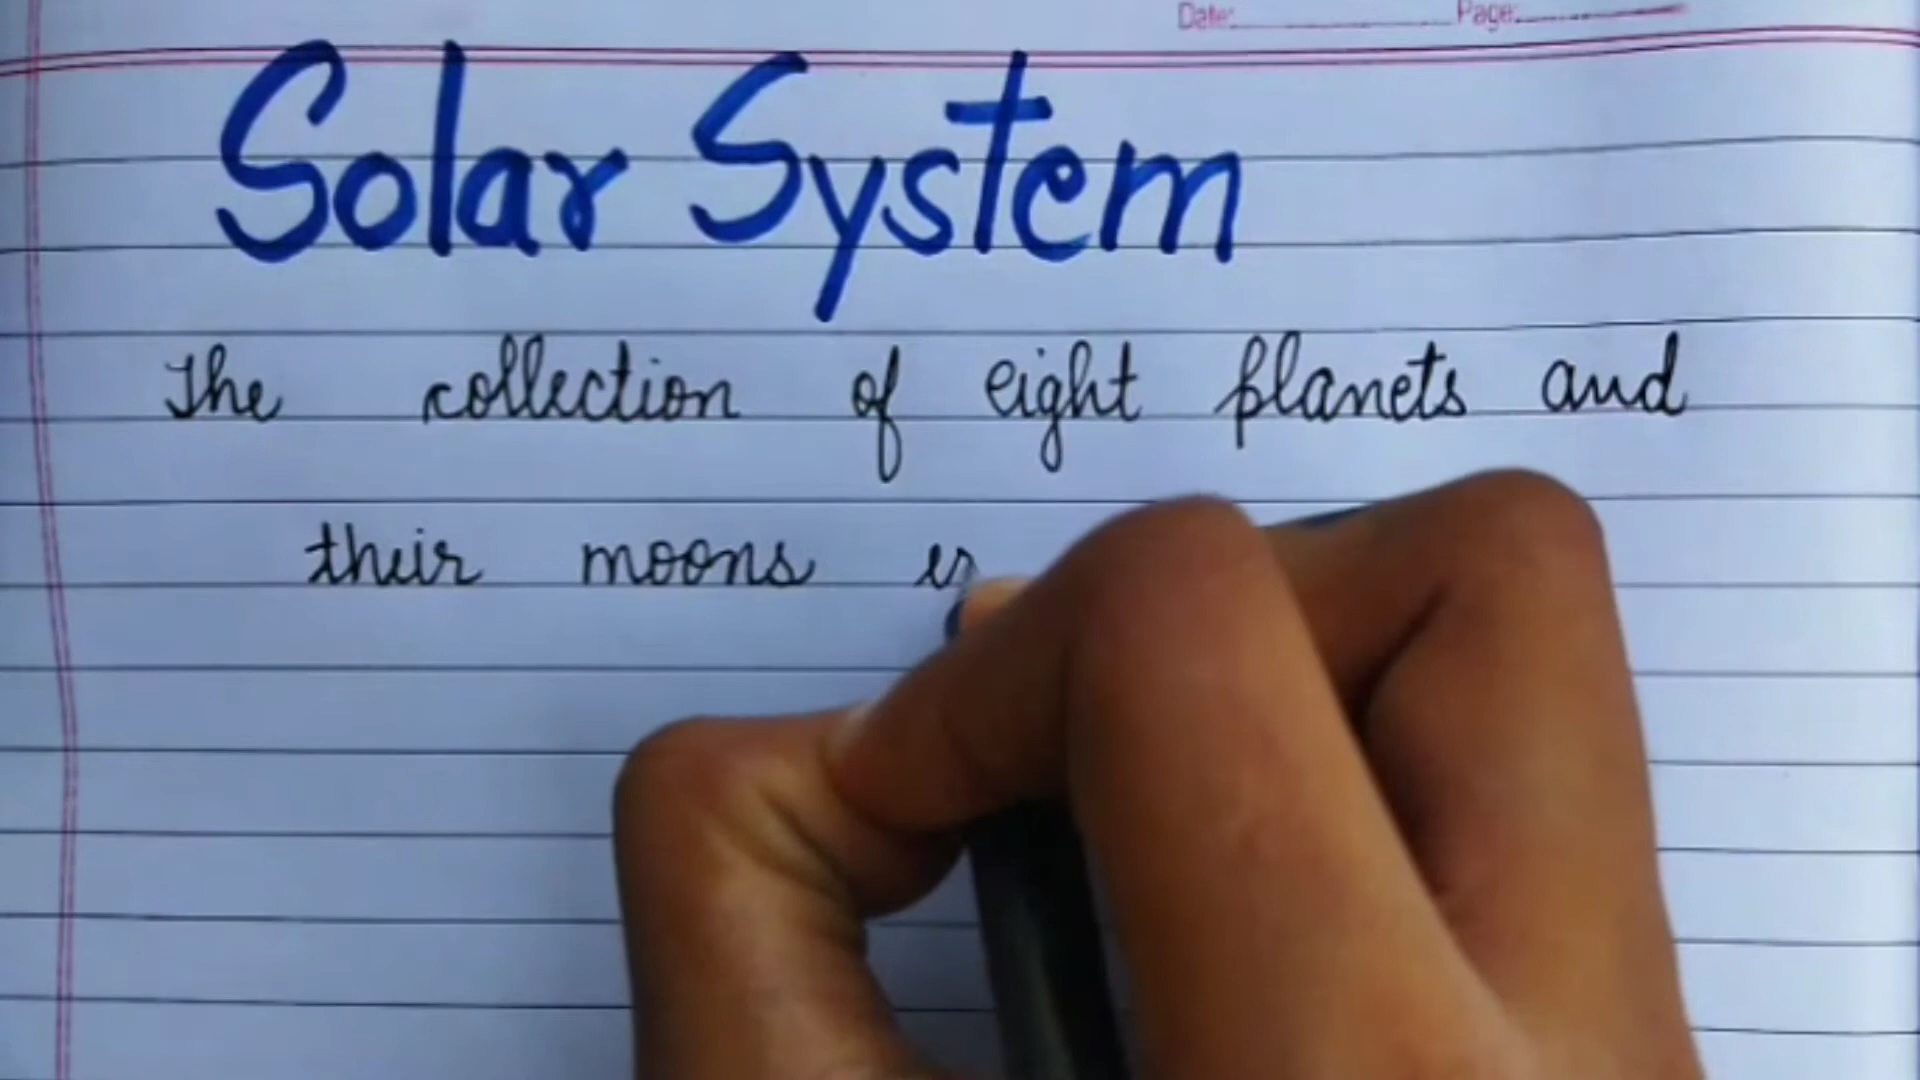 Date: Page:
Solar System
The collection of eight planets and
their moons